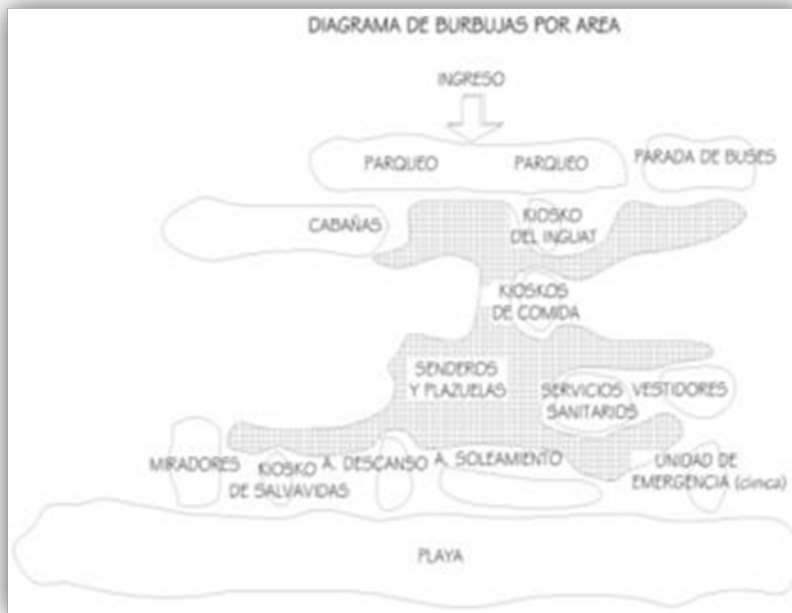 DIAGRAMA DE BURBUJAS POR AREA
INGRESO
PARQUEO
PARQUEO
PARADA DE BUSES
CABAÑAS
KIOSKO
DEL INGUAT
KIOSKOS
DE COMIDA
SENDEROS
Y PLAZUELAS
SERVICIOS
SANITARIOS
VESTIDORES
MIRADORES
KIOSKO
DE SALVAVIDAS
A. DESCANSO
A. SOLEAMIENTO
UNIDAD DE
EMERGENCIA (cinica)
PLAYA